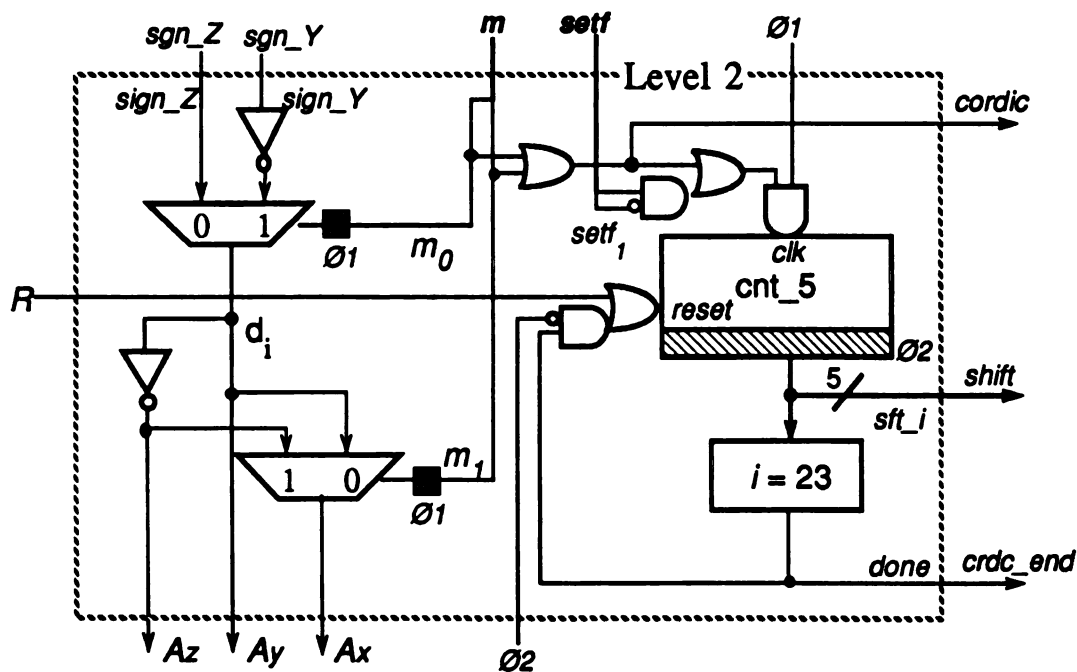 sgn_Z sgn_Y m setf Ø1
Level 2
sign_Z sign_Y cordic
0 1
Ø1 m0 setf1 clk
cnt_5
R reset
di Ø2
5 shift
sft_i
1 0 m1
Ø1 i = 23
done crdc_end
Az Ay Ax Ø2